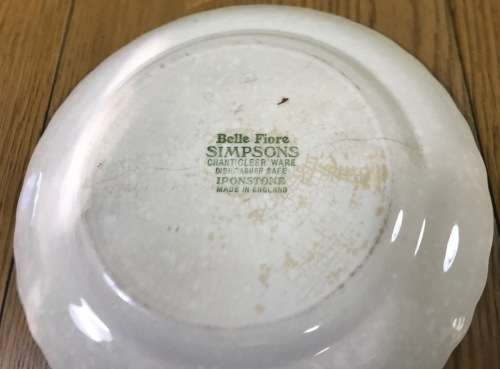 Belle Fiore
SIMPSONS
CHANTICLEER WARE
DISHWASHER SAFE
IRONSTONE
MADE IN ENGLAND